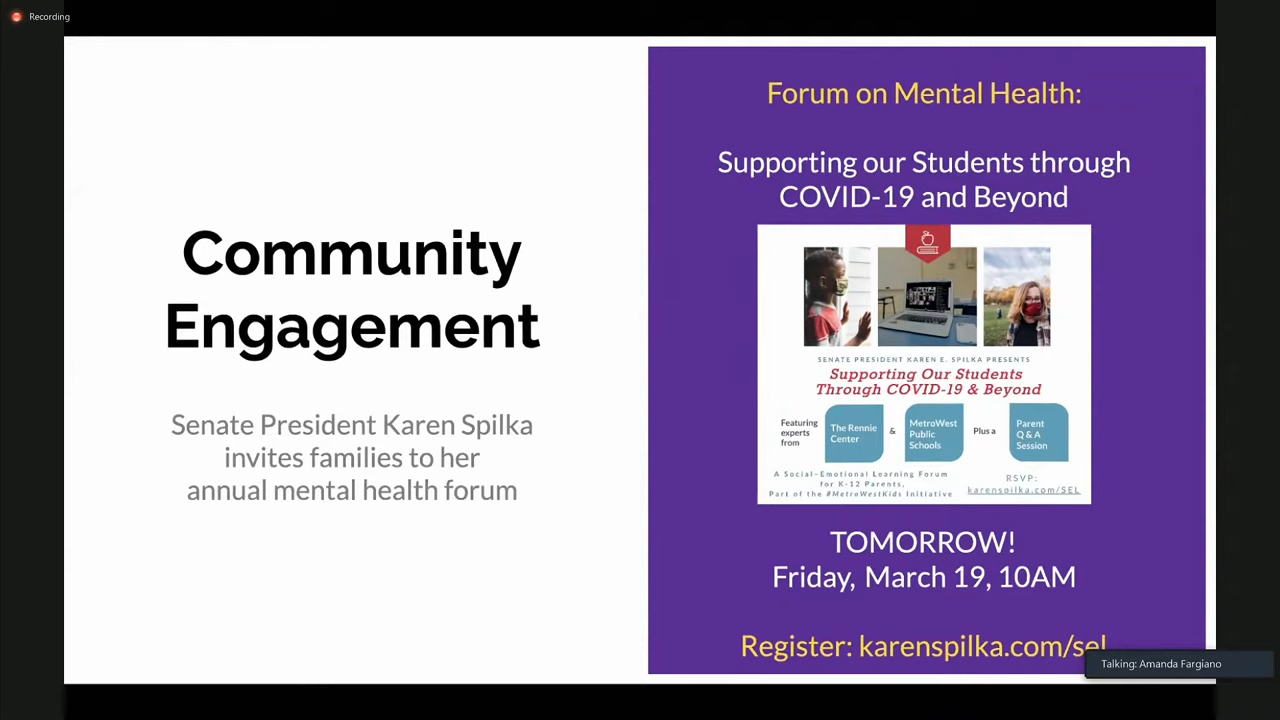 Recording
Community
Engagement
Senate President Karen Spilka
invites families to her
annual mental health forum
Forum on Mental Health:
Supporting our Students through
COVID-19 and Beyond
SENATE PRESIDENT KAREN E. SPILKA PRESENTS
Supporting Our Students
Through COVID-19 & Beyond
Featuring
experts
from
The Rennie
Center
&
MetroWest
Public
Schools
Plus a
Parent
Q & A
Session
A Social-Emotional Learning Forum
for K-12 Parents,
Part of the #MetroWestKids Initiative
RSVP:
karenspilka.com/SEL
TOMORROW!
Friday, March 19, 10AM
Register: karenspilka.com/sel
Talking: Amanda Fargiano